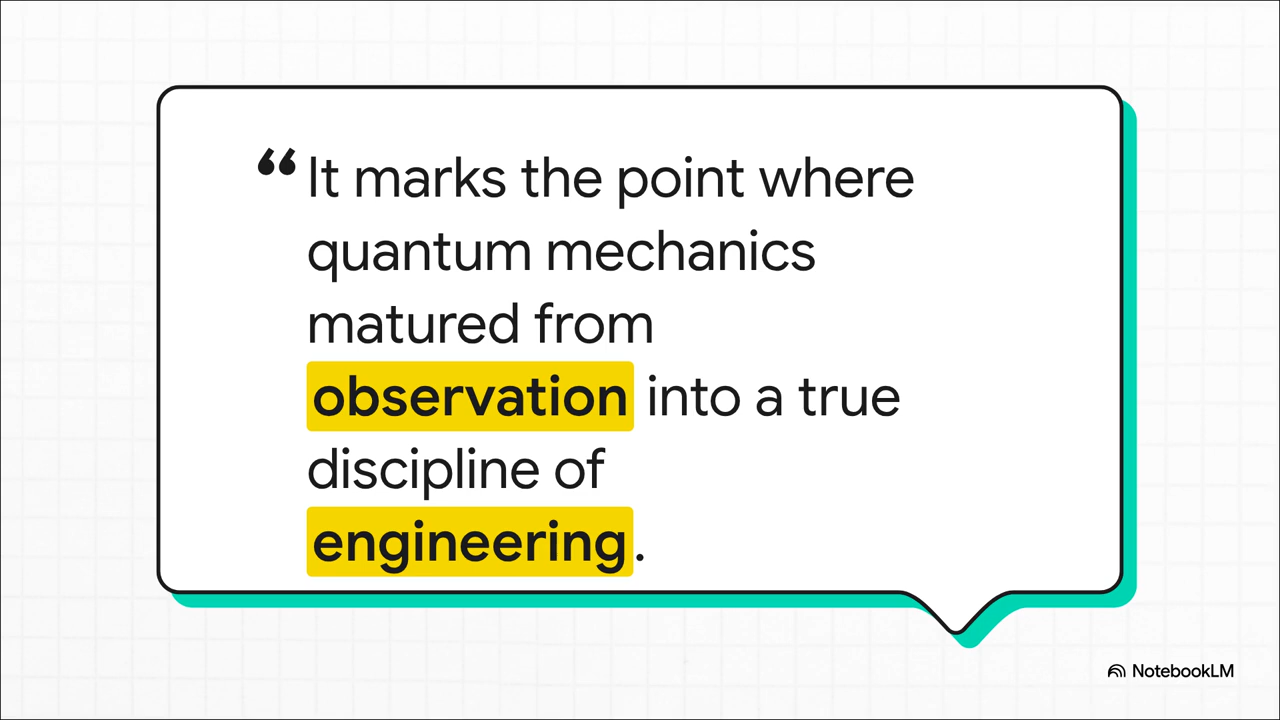 “It marks the point where
quantum mechanics
matured from
observation into a true
discipline of
engineering.
NotebookLM